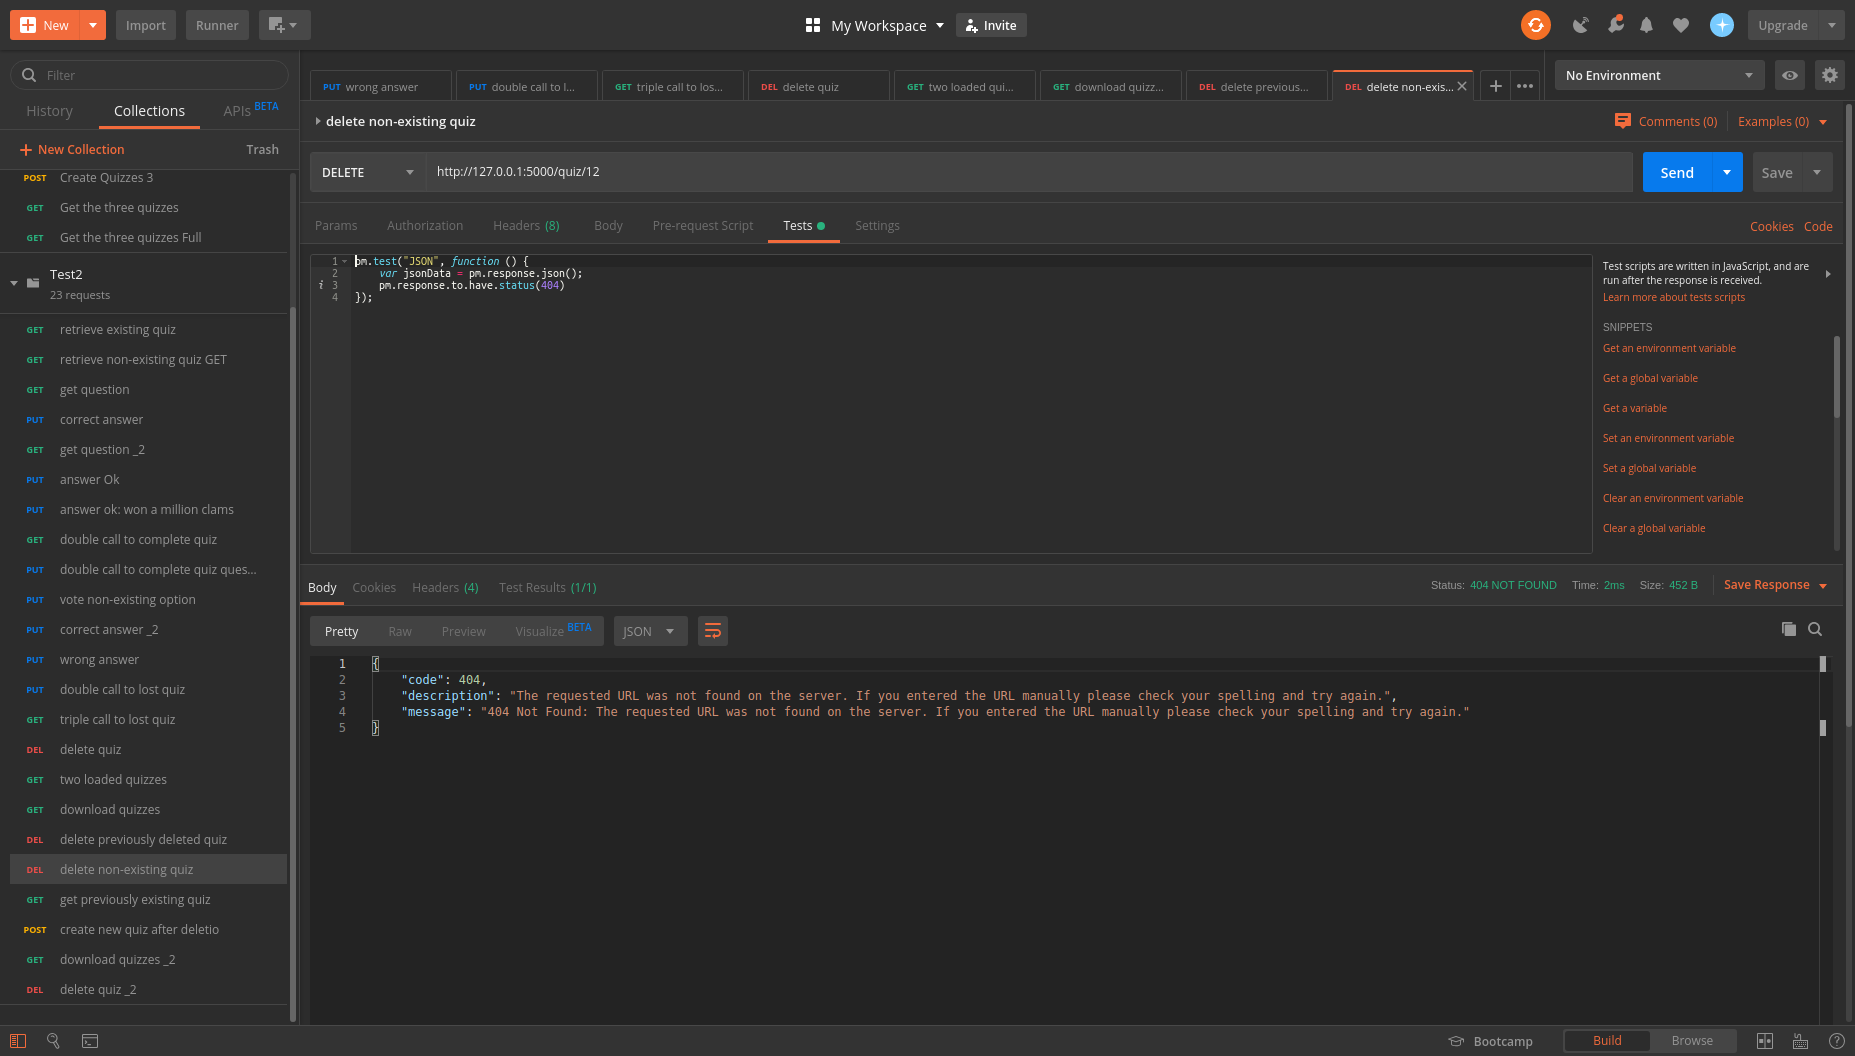 New
Import
Runner
My Workspace
Invite
Upgrade
Filter
History
Collections
APIs BETA
New Collection
Trash
POST Create Quizzes 3
GET Get the three quizzes
GET Get the three quizzes Full
Test2
23 requests
GET retrieve existing quiz
GET retrieve non-existing quiz GET
GET get question
PUT correct answer
GET get question _2
PUT answer Ok
PUT answer ok: won a million clams
GET double call to complete quiz
PUT double call to complete quiz ques...
PUT vote non-existing option
PUT correct answer _2
PUT wrong answer
PUT double call to lost quiz
GET triple call to lost quiz
DEL delete quiz
GET two loaded quizzes
GET download quizzes
DEL delete previously deleted quiz
DEL delete non-existing quiz
GET get previously existing quiz
POST create new quiz after deletio
GET download quizzes _2
DEL delete quiz _2
PUT wrong answer
PUT double call to l...
GET triple call to los...
DEL delete quiz
GET two loaded qui...
GET download quizz...
DEL delete previous...
DEL delete non-exis...
No Environment
delete non-existing quiz
Comments (0)
Examples (0)
DELETE
http://127.0.0.1:5000/quiz/12
Send
Save
Params
Authorization
Headers (8)
Body
Pre-request Script
Tests
Settings
Cookies
Code
1 pm.test("JSON", function () {
2 var jsonData = pm.response.json();
i 3 pm.response.to.have.status(404)
4 });
Test scripts are written in JavaScript, and are
run after the response is received.
Learn more about tests scripts
SNIPPETS
Get an environment variable
Get a global variable
Get a variable
Set an environment variable
Set a global variable
Clear an environment variable
Clear a global variable
Body
Cookies
Headers (4)
Test Results (1/1)
Status: 404 NOT FOUND
Time: 2ms
Size: 452 B
Save Response
Pretty
Raw
Preview
Visualize BETA
JSON
1 {
2 "code": 404,
3 "description": "The requested URL was not found on the server. If you entered the URL manually please check your spelling and try again.",
4 "message": "404 Not Found: The requested URL was not found on the server. If you entered the URL manually please check your spelling and try again."
5 }
Bootcamp
Build
Browse